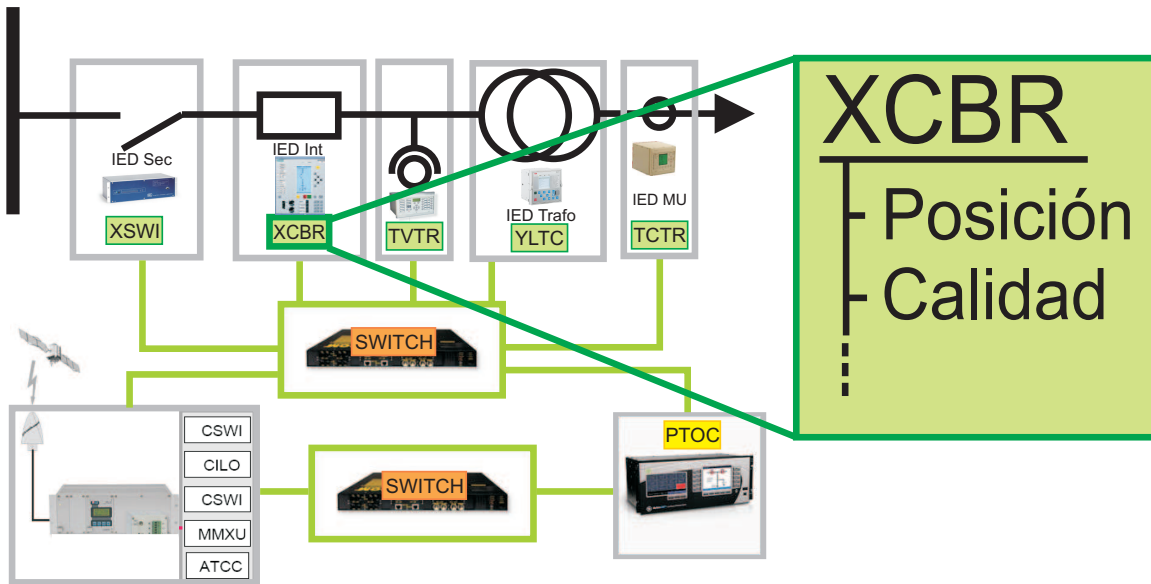 IED Sec
XSWI
IED Int
XCBR
TVTR
IED Trafo
YLTC
IED MU
TCTR
XCBR
Posición
Calidad
SWITCH
CSWI
CILO
CSWI
MMXU
ATCC
SWITCH
PTOC